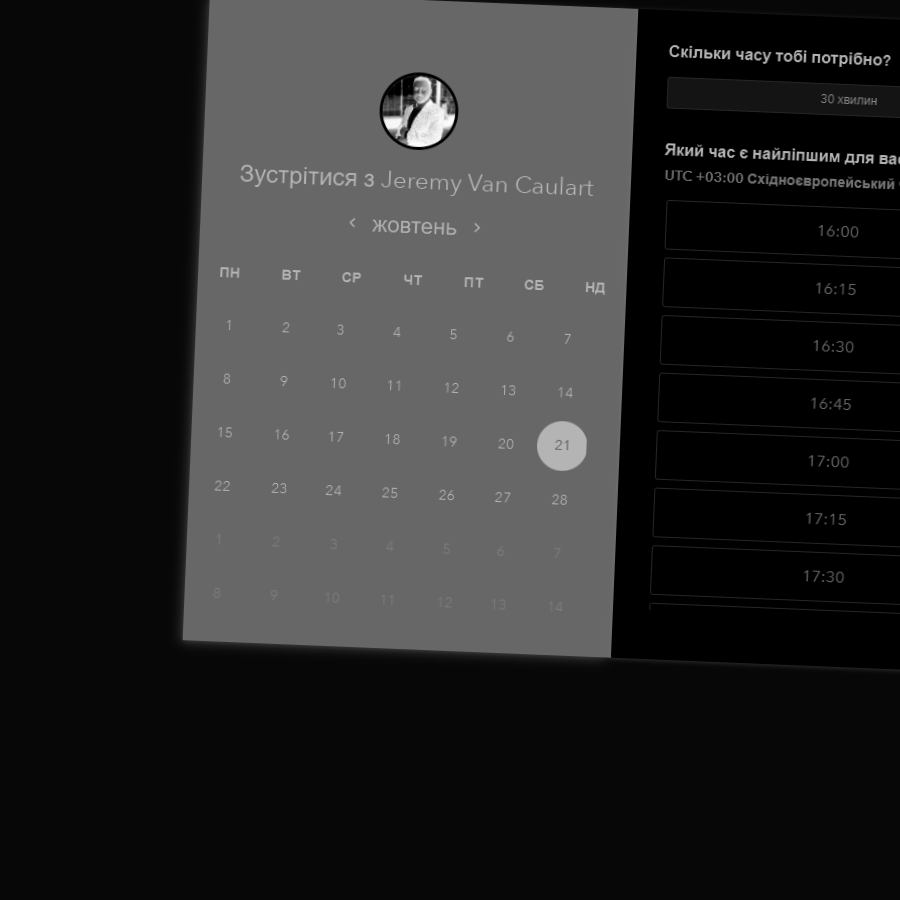 Зустрітися з Jeremy Van Caulart
жовтень
ПН ВТ СР ЧТ ПТ СБ НД
1 2 3 4 5 6 7
8 9 10 11 12 13 14
15 16 17 18 19 20 21
22 23 24 25 26 27 28
1 2 3 4 5 6 7
8 9 10 11 12 13 14
Скільки часу тобі потрібно?
30 хвилин
Який час є найліпшим для вас
UTC +03:00 Східноєвропейський
16:00
16:15
16:30
16:45
17:00
17:15
17:30